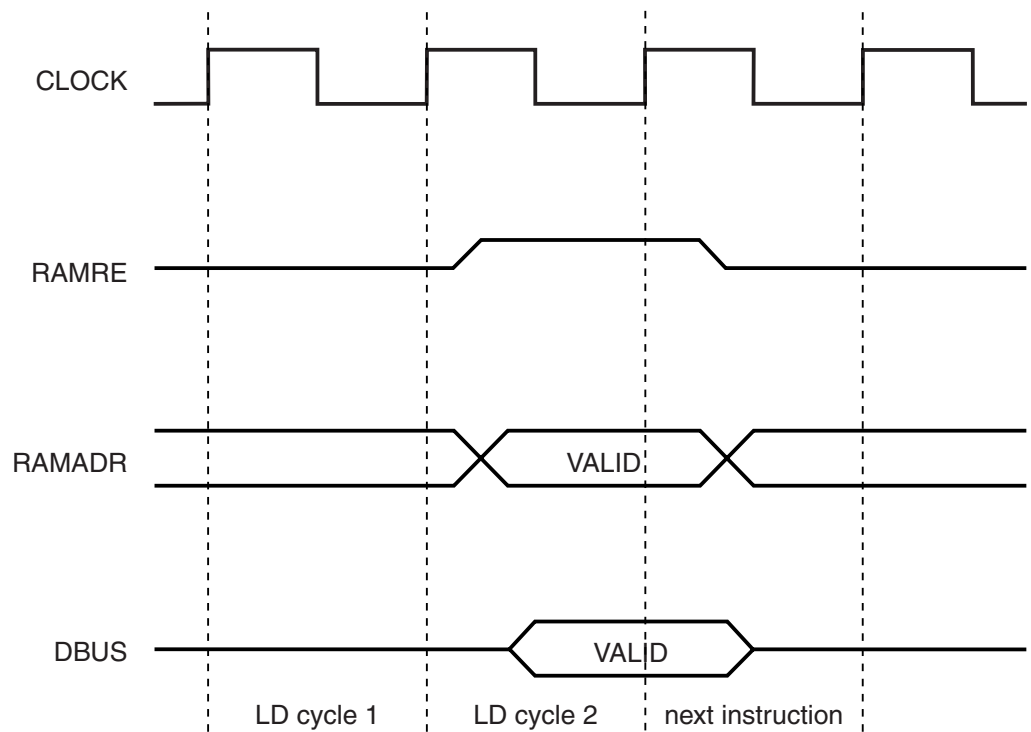 CLOCK
RAMRE
RAMADR
VALID
DBUS
VALID
LD cycle 1
LD cycle 2
next instruction